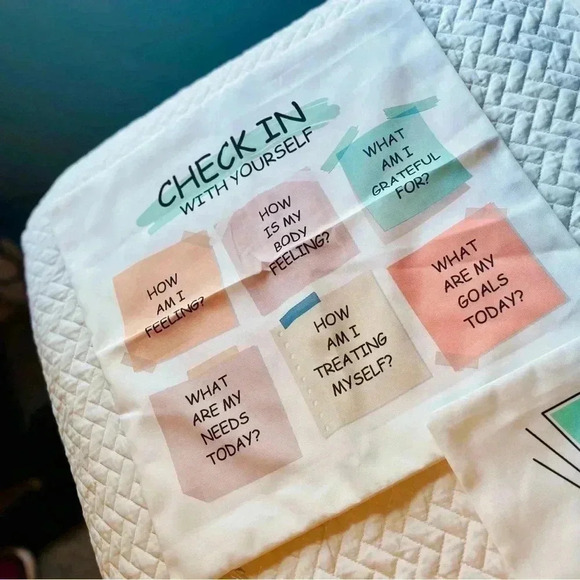 CHECK IN
WITH YOURSELF
HOW
AM I
FEELING?
HOW
IS MY
BODY
FEELING?
WHAT
AM I
GRATEFUL
FOR?
WHAT
ARE MY
NEEDS
TODAY?
HOW
AM I
TREATING
MYSELF?
WHAT
ARE MY
GOALS
TODAY?